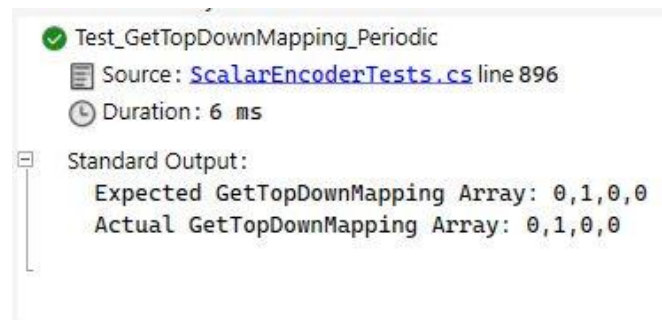 Test_GetTopDownMapping_Periodic
Source: ScalarEncoderTests.cs line 896
Duration: 6 ms
Standard Output:
Expected GetTopDownMapping Array: 0,1,0,0
Actual GetTopDownMapping Array: 0,1,0,0